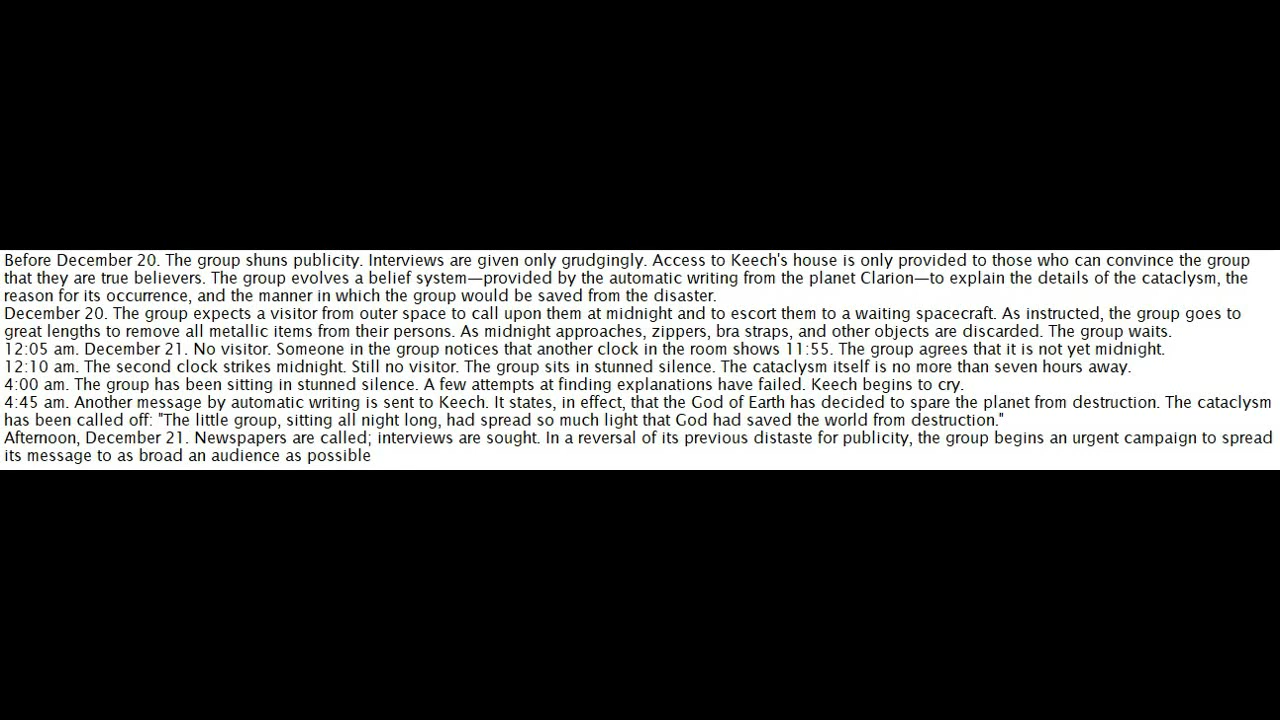 Before December 20. The group shuns publicity. Interviews are given only grudgingly. Access to Keech's house is only provided to those who can convince the group
that they are true believers. The group evolves a belief system—provided by the automatic writing from the planet Clarion—to explain the details of the cataclysm, the
reason for its occurrence, and the manner in which the group would be saved from the disaster.
December 20. The group expects a visitor from outer space to call upon them at midnight and to escort them to a waiting spacecraft. As instructed, the group goes to
great lengths to remove all metallic items from their persons. As midnight approaches, zippers, bra straps, and other objects are discarded. The group waits.
12:05 am. December 21. No visitor. Someone in the group notices that another clock in the room shows 11:55. The group agrees that it is not yet midnight.
12:10 am. The second clock strikes midnight. Still no visitor. The group sits in stunned silence. The cataclysm itself is no more than seven hours away.
4:00 am. The group has been sitting in stunned silence. A few attempts at finding explanations have failed. Keech begins to cry.
4:45 am. Another message by automatic writing is sent to Keech. It states, in effect, that the God of Earth has decided to spare the planet from destruction. The cataclysm
has been called off: "The little group, sitting all night long, had spread so much light that God had saved the world from destruction."
Afternoon, December 21. Newspapers are called; interviews are sought. In a reversal of its previous distaste for publicity, the group begins an urgent campaign to spread
its message to as broad an audience as possible